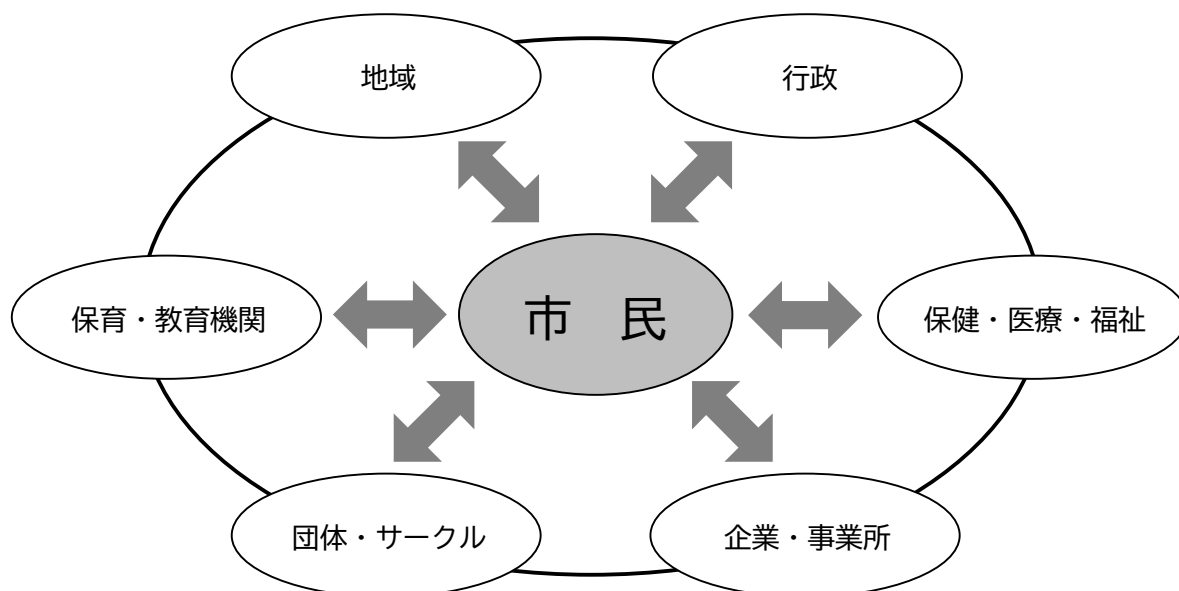 地域
行政
保育・教育機関
市　民
保健・医療・福祉
団体・サークル
企業・事業所